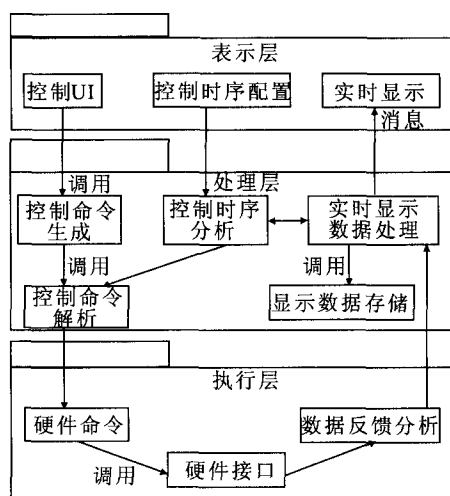 表示层
控制UI
控制时序配置
实时显示
消息
调用
处理层
控制命令
生成
控制时序
分析
实时显示
数据处理
调用
调用
控制命令
解析
显示数据存储
执行层
硬件命令
数据反馈分析
调用
硬件接口